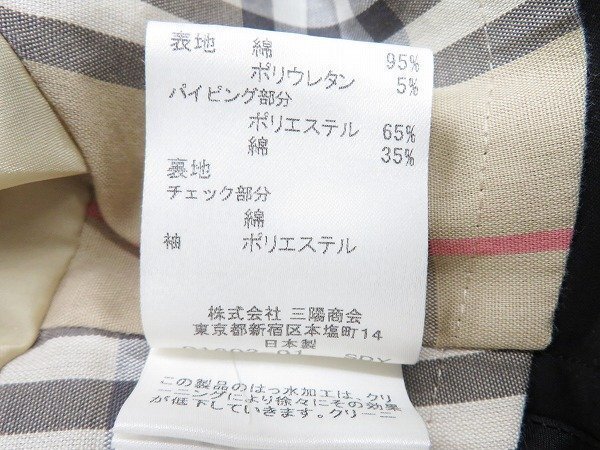 表地 綿 95%
ポリウレタン 5%
パイピング部分
ポリエステル 65%
綿 35%
裏地
チェック部分
綿
袖 ポリエステル
株式会社 三陽商会
東京都新宿区本塩町14
日本製
この製品のはっ水加工は、クリ
ーニングにより徐々にその効果
が低下していきます。クリーニ